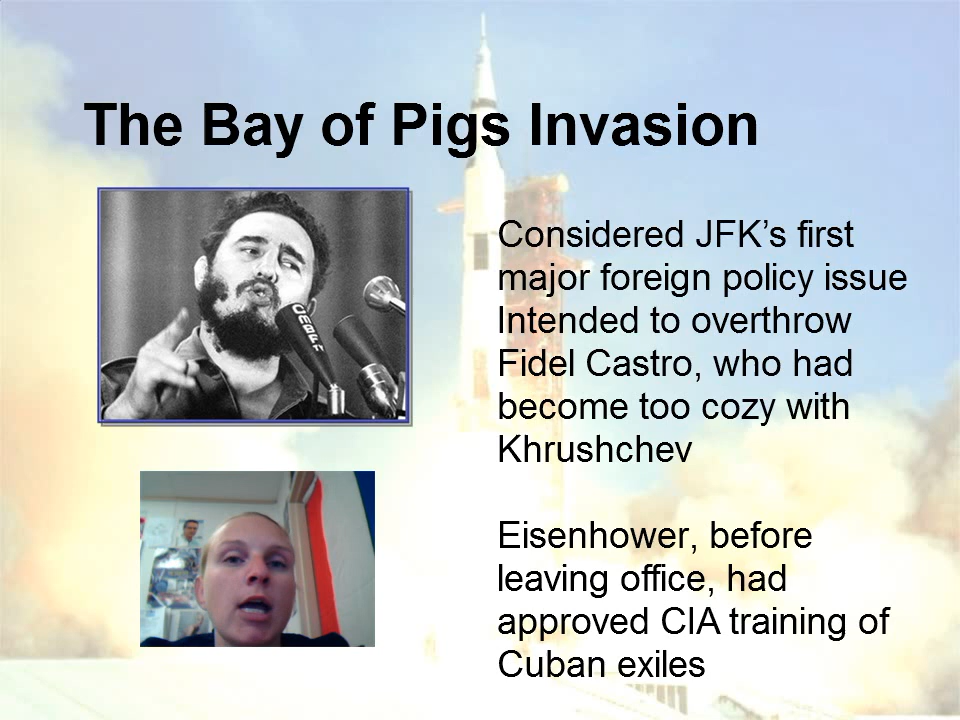 The Bay of Pigs Invasion
Considered JFK’s first
major foreign policy issue
Intended to overthrow
Fidel Castro, who had
become too cozy with
Khrushchev
Eisenhower, before
leaving office, had
approved CIA training of
Cuban exiles